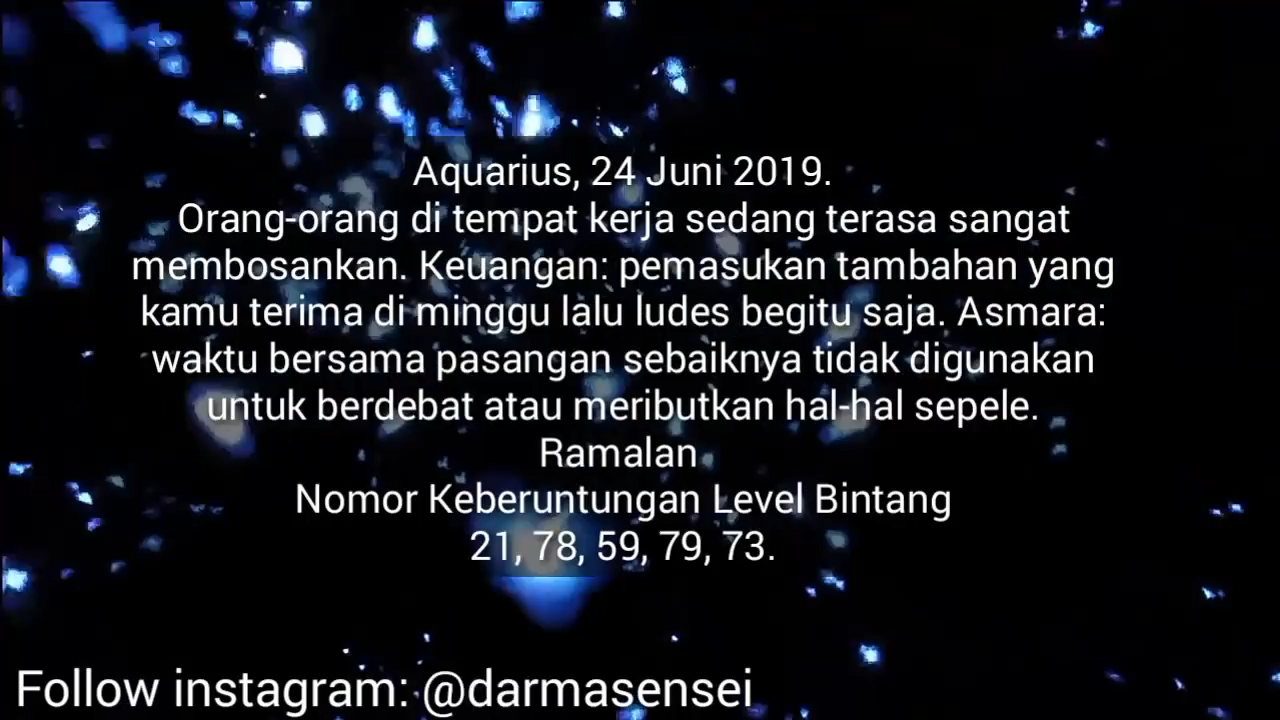 Aquarius, 24 Juni 2019.
Orang-orang di tempat kerja sedang terasa sangat
membosankan. Keuangan: pemasukan tambahan yang
kamu terima di minggu lalu ludes begitu saja. Asmara:
waktu bersama pasangan sebaiknya tidak digunakan
untuk berdebat atau meributkan hal-hal sepele.
Ramalan
Nomor Keberuntungan Level Bintang
21, 78, 59, 79, 73.
Follow instagram: @darmasensei